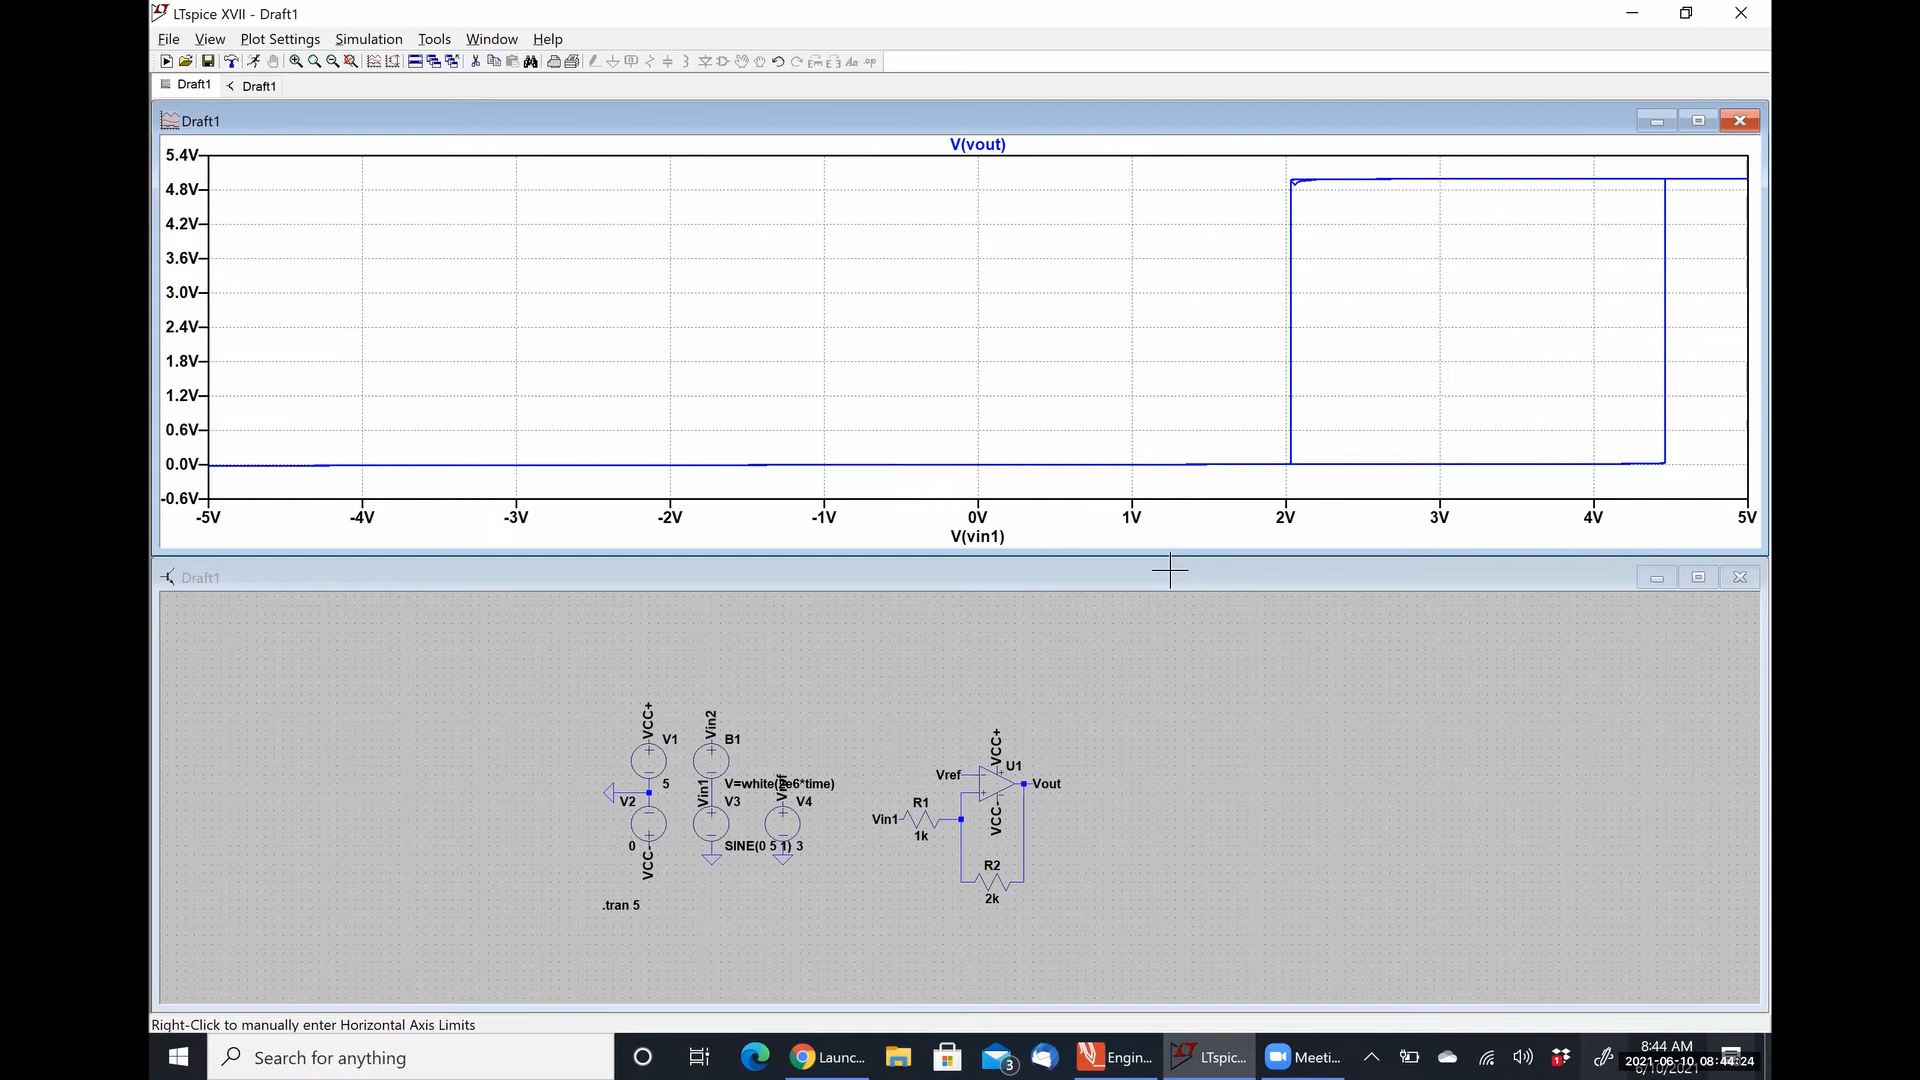 LTspice XVII - Draft1
File View Plot Settings Simulation Tools Window Help
Draft1 Draft1
Draft1
V(vout)
5.4V
4.8V
4.2V
3.6V
3.0V
2.4V
1.8V
1.2V
0.6V
0.0V
-0.6V
-5V -4V -3V -2V -1V 0V 1V 2V 3V 4V 5V
V(vin1)
Draft1
VCC+
V1
5
V2
0
VCC-
.tran 5
Vin2
B1
V=white(2e6*time)
Vin1
V3
SINE(0 5 1)
V4
3
Vref
VCC+
U1
Vout
VCC-
Vin1
R1
1k
R2
2k
Right-Click to manually enter Horizontal Axis Limits
Search for anything
Launc...
3
Engin...
LTspic...
Meeti...
1
8:44 AM
2021-06-10 08:44:24
6/10/2021